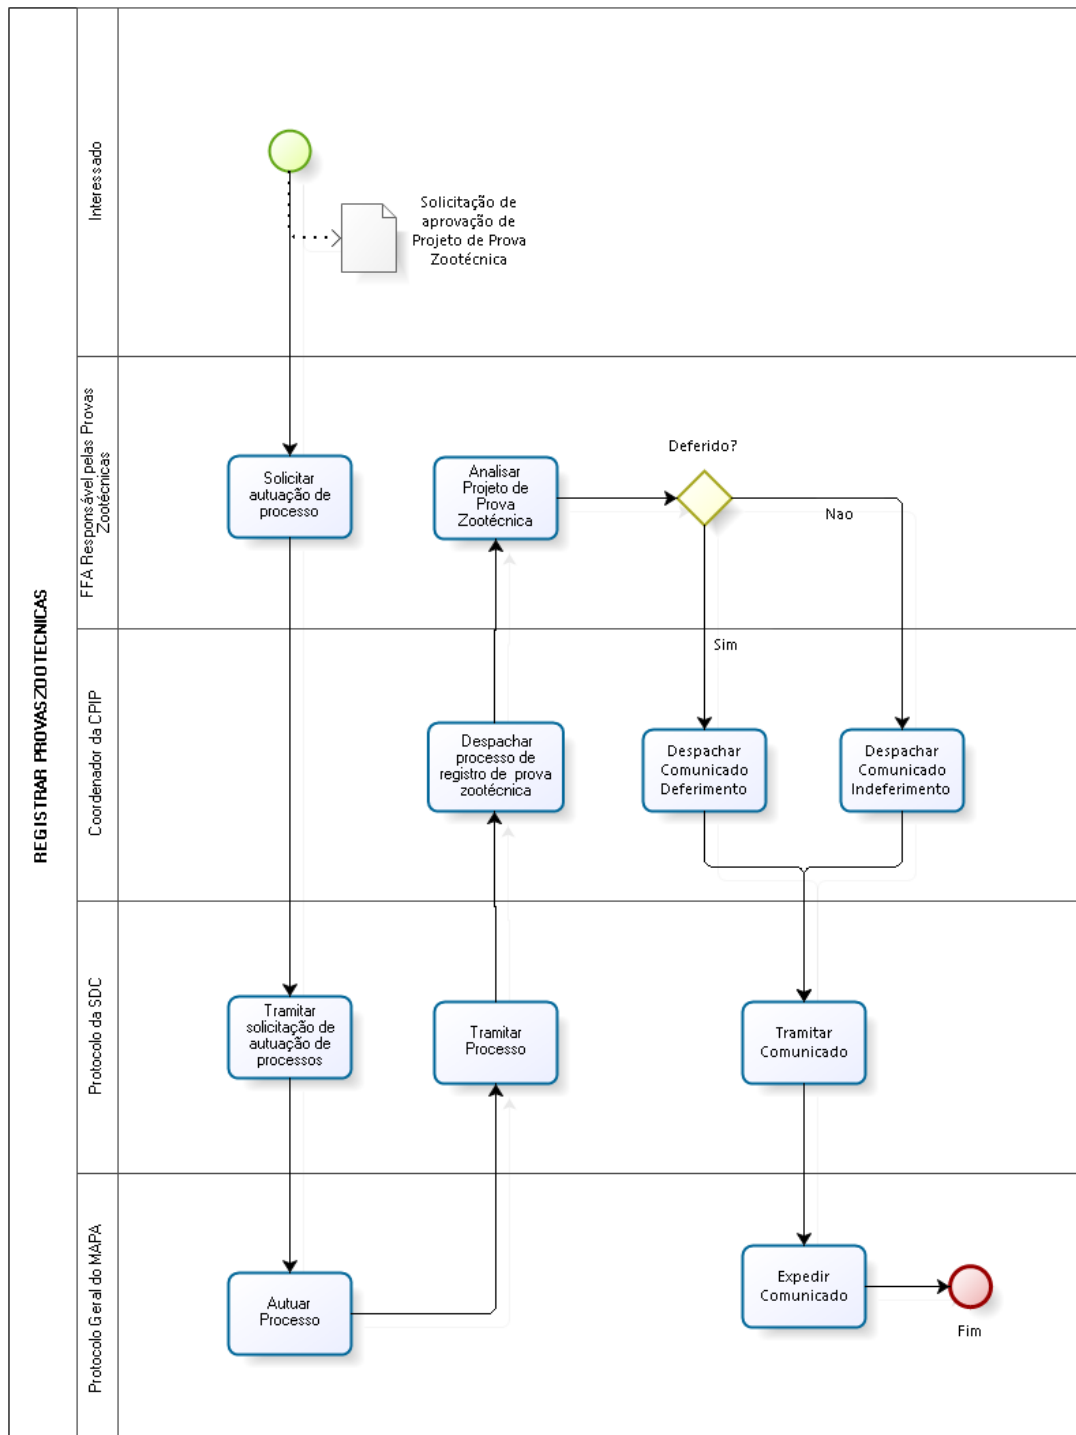 REGISTRAR PROVAS ZOOTECNICAS
Interessado
Solicitação de
aprovação de
Projeto de Prova
Zootécnica
FFA Responsável pelas Provas
Zootécnicas
Solicitar
autuação de
processo
Analisar
Projeto de
Prova
Zootécnica
Deferido?
Nao
Sim
Coordenador da CPIP
Despachar
processo de
registro de prova
zootécnica
Despachar
Comunicado
Deferimento
Despachar
Comunicado
Indeferimento
Protocolo da SDC
Tramitar
solicitação de
autuação de
processos
Tramitar
Processo
Tramitar
Comunicado
Protocolo Geral do MAPA
Autuar
Processo
Expedir
Comunicado
Fim